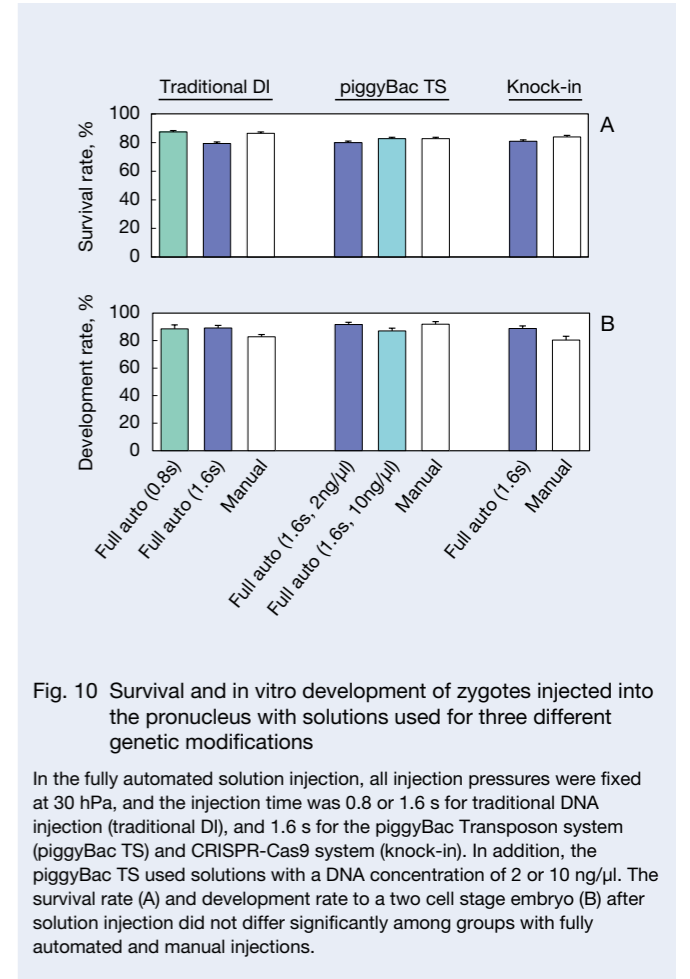 Traditional DI piggyBac TS Knock-in
A
Survival rate, %
100
80
60
40
20
0
B
Development rate, %
100
80
60
40
20
0
Full auto (0.8s)
Full auto (1.6s)
Manual
Full auto (1.6s, 2ng/µl)
Full auto (1.6s, 10ng/µl)
Manual
Full auto (1.6s)
Manual
Fig. 10 Survival and in vitro development of zygotes injected into
the pronucleus with solutions used for three different
genetic modifications
In the fully automated solution injection, all injection pressures were fixed
at 30 hPa, and the injection time was 0.8 or 1.6 s for traditional DNA
injection (traditional DI), and 1.6 s for the piggyBac Transposon system
(piggyBac TS) and CRISPR-Cas9 system (knock-in). In addition, the
piggyBac TS used solutions with a DNA concentration of 2 or 10 ng/µl. The
survival rate (A) and development rate to a two cell stage embryo (B) after
solution injection did not differ significantly among groups with fully
automated and manual injections.